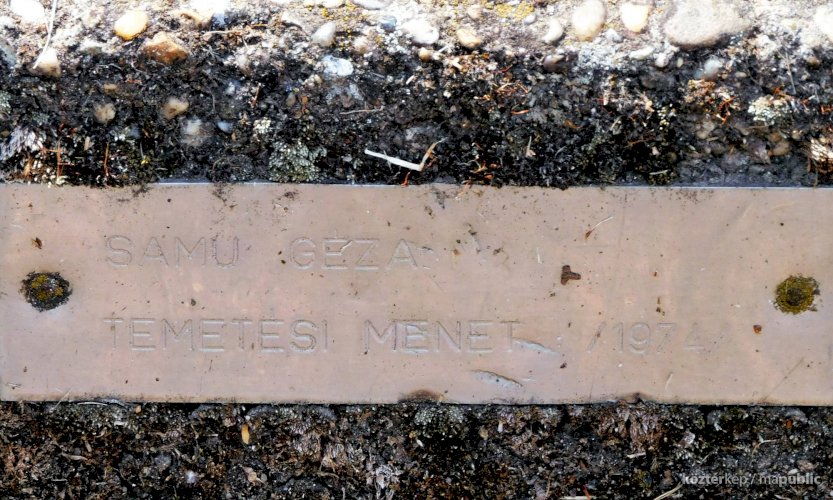 SAMU GÉZA
TEMETÉSI MENET /1974/
köztérkép / mapublic